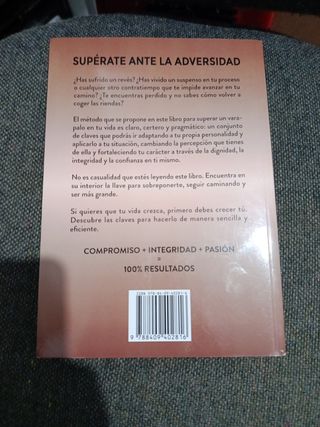 SUPÉRATE ANTE LA ADVERSIDAD
¿Has sufrido un revés? ¿Has vivido un suspenso en tu proceso
o cualquier otro contratiempo que te impide avanzar en tu
camino? ¿Te encuentras perdido y no sabes cómo volver a
coger las riendas?
El método que se propone en este libro para superar un vara-
palo en tu vida es claro, certero y pragmático: un conjunto
de claves que podrás ir adaptando a tu propia personalidad y
aplicarlo a tu situación, cambiando la percepción que tienes
de ella y fortaleciendo tu carácter a través de la dignidad, la
integridad y la confianza en ti mismo.
No es casualidad que estés leyendo este libro. Encuentra en
su interior la llave para sobreponerte, seguir caminando y
ser más grande.
Si quieres que tu vida crezca, primero debes crecer tú.
Descubre las claves para hacerlo de manera sencilla y
eficiente.
COMPROMISO + INTEGRIDAD + PASIÓN
=
100% RESULTADOS
ISBN 978-84-09-40281-6
9 788409 402816